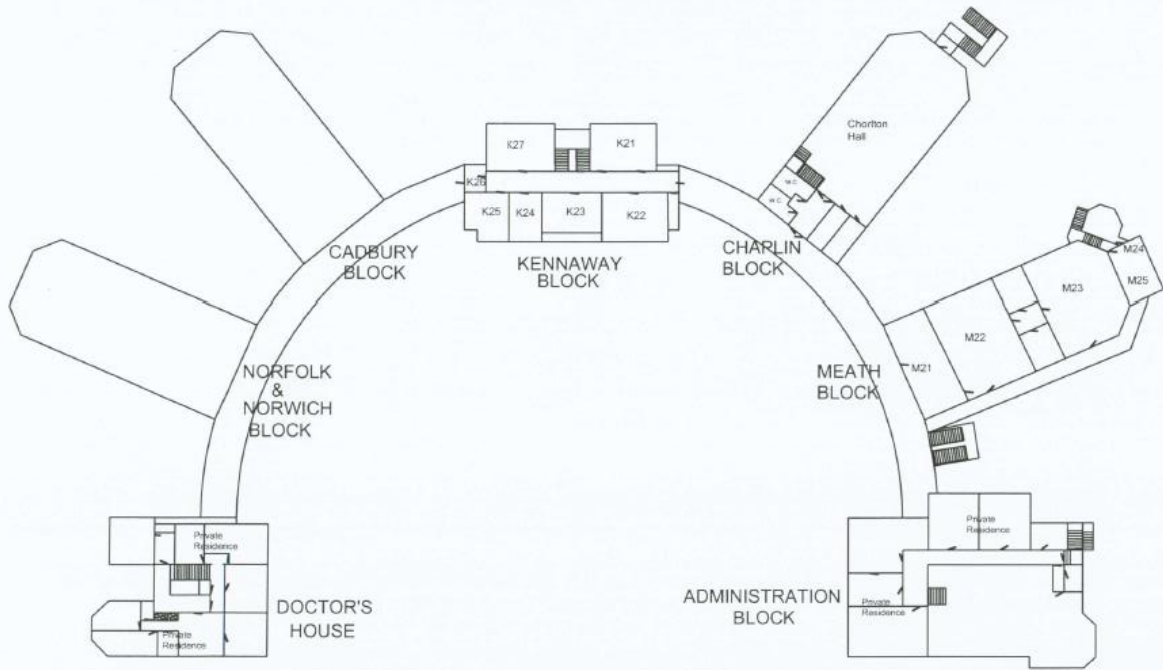 Chorlton
Hall
W.C
W.C
K27
K21
K26
K25
K24
K23
K22
CADBURY
BLOCK
KENNAWAY
BLOCK
CHAPLIN
BLOCK
M24
M25
M23
M22
M21
NORFOLK
&
NORWICH
BLOCK
MEATH
BLOCK
Private
Residence
Private
Residence
DOCTOR'S
HOUSE
Private
Residence
ADMINISTRATION
BLOCK
Private
Residence